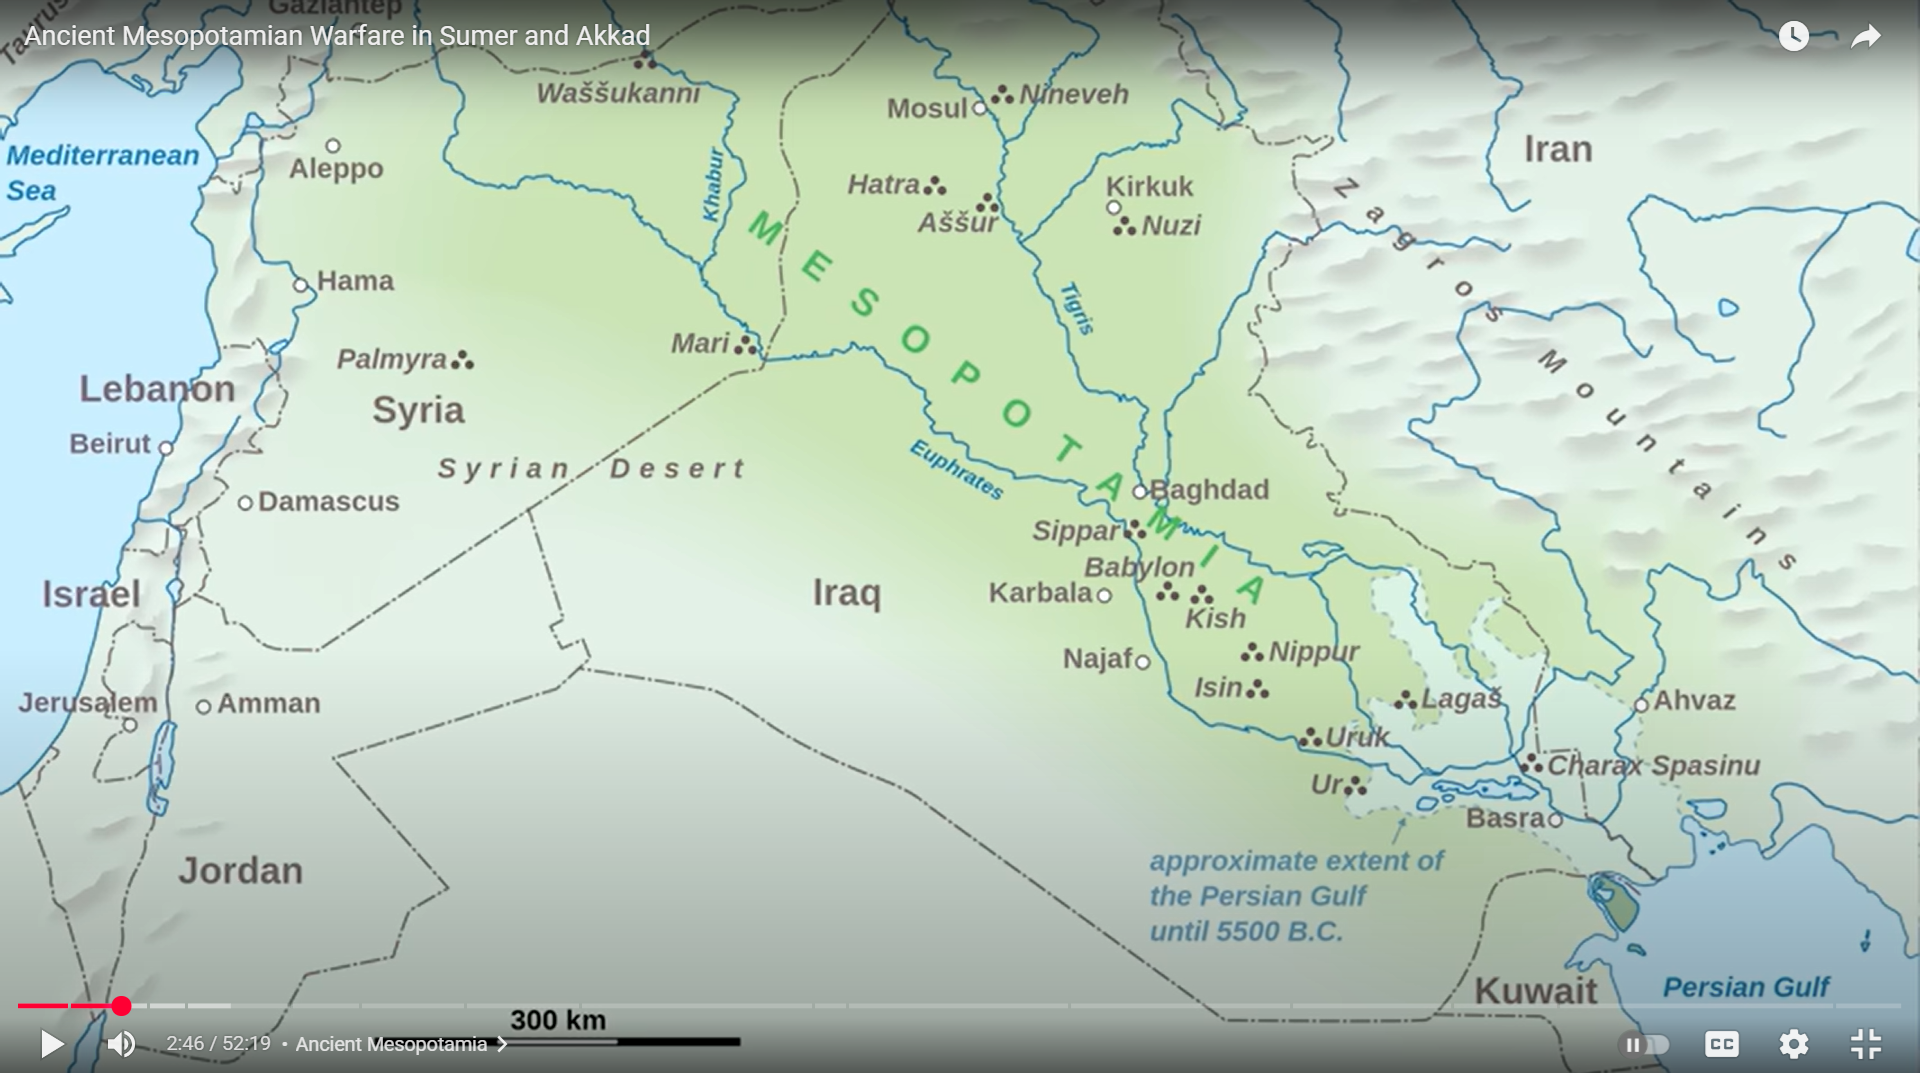 Gaziantep
Taurus
Ancient Mesopotamian Warfare in Sumer and Akkad
Waššukanni
Mosul
Nineveh
Iran
Mediterranean
Sea
Aleppo
Khabur
Hatra
Aššur
Kirkuk
Nuzi
Zagros Mountains
MESOPOTAMIA
Hama
Tigris
Mari
Palmyra
Lebanon
Syria
Beirut
Syrian Desert
Euphrates
Baghdad
Damascus
Sippar
Babylon
Israel
Iraq
Karbala
Kish
Najaf
Nippur
Isin
Lagaš
Ahvaz
Jerusalem
Amman
Uruk
Charax Spasinu
Ur
Basra
approximate extent of
the Persian Gulf
until 5500 B.C.
Jordan
Kuwait
Persian Gulf
300 km
2:46 / 52:19 • Ancient Mesopotamia
CC